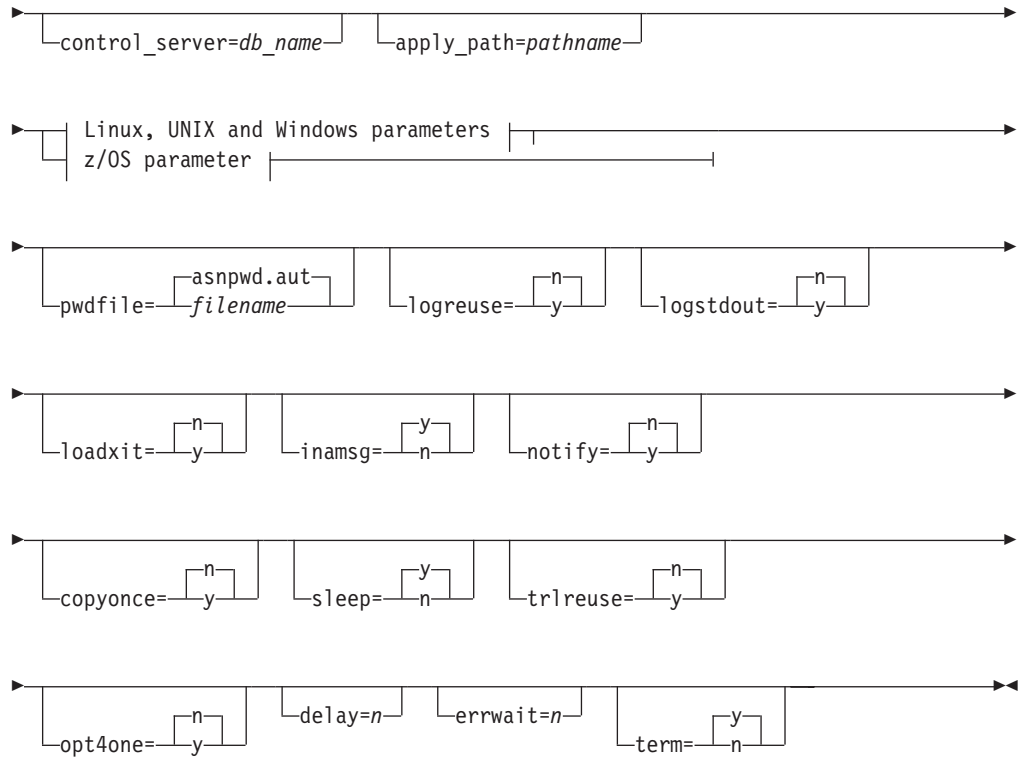 control_server=db_name apply_path=pathname
Linux, UNIX and Windows parameters
z/OS parameter
asnpwd.aut n n
pwdfile= filename logreuse= y logstdout= y
n y n
loadxit= y inamsg= n notify= y
n y n
copyonce= y sleep= n trlreuse= y
n delay=n errwait=n y
opt4one= y term= n